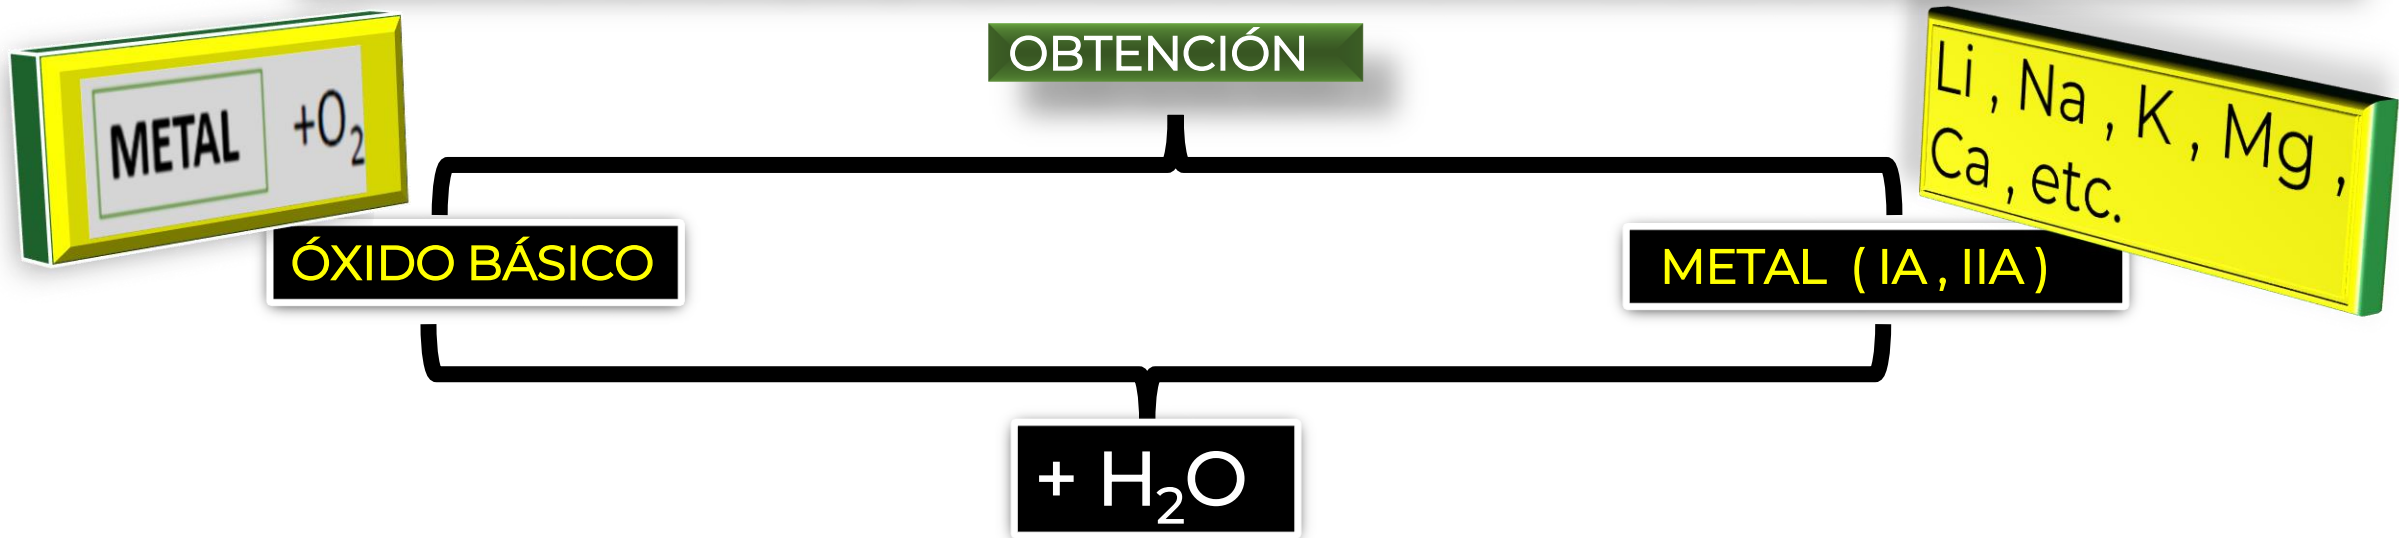 OBTENCIÓN
METAL +O₂
Li , Na , K , Mg ,
Ca , etc.
ÓXIDO BÁSICO
METAL ( IA , IIA )
+ H₂O